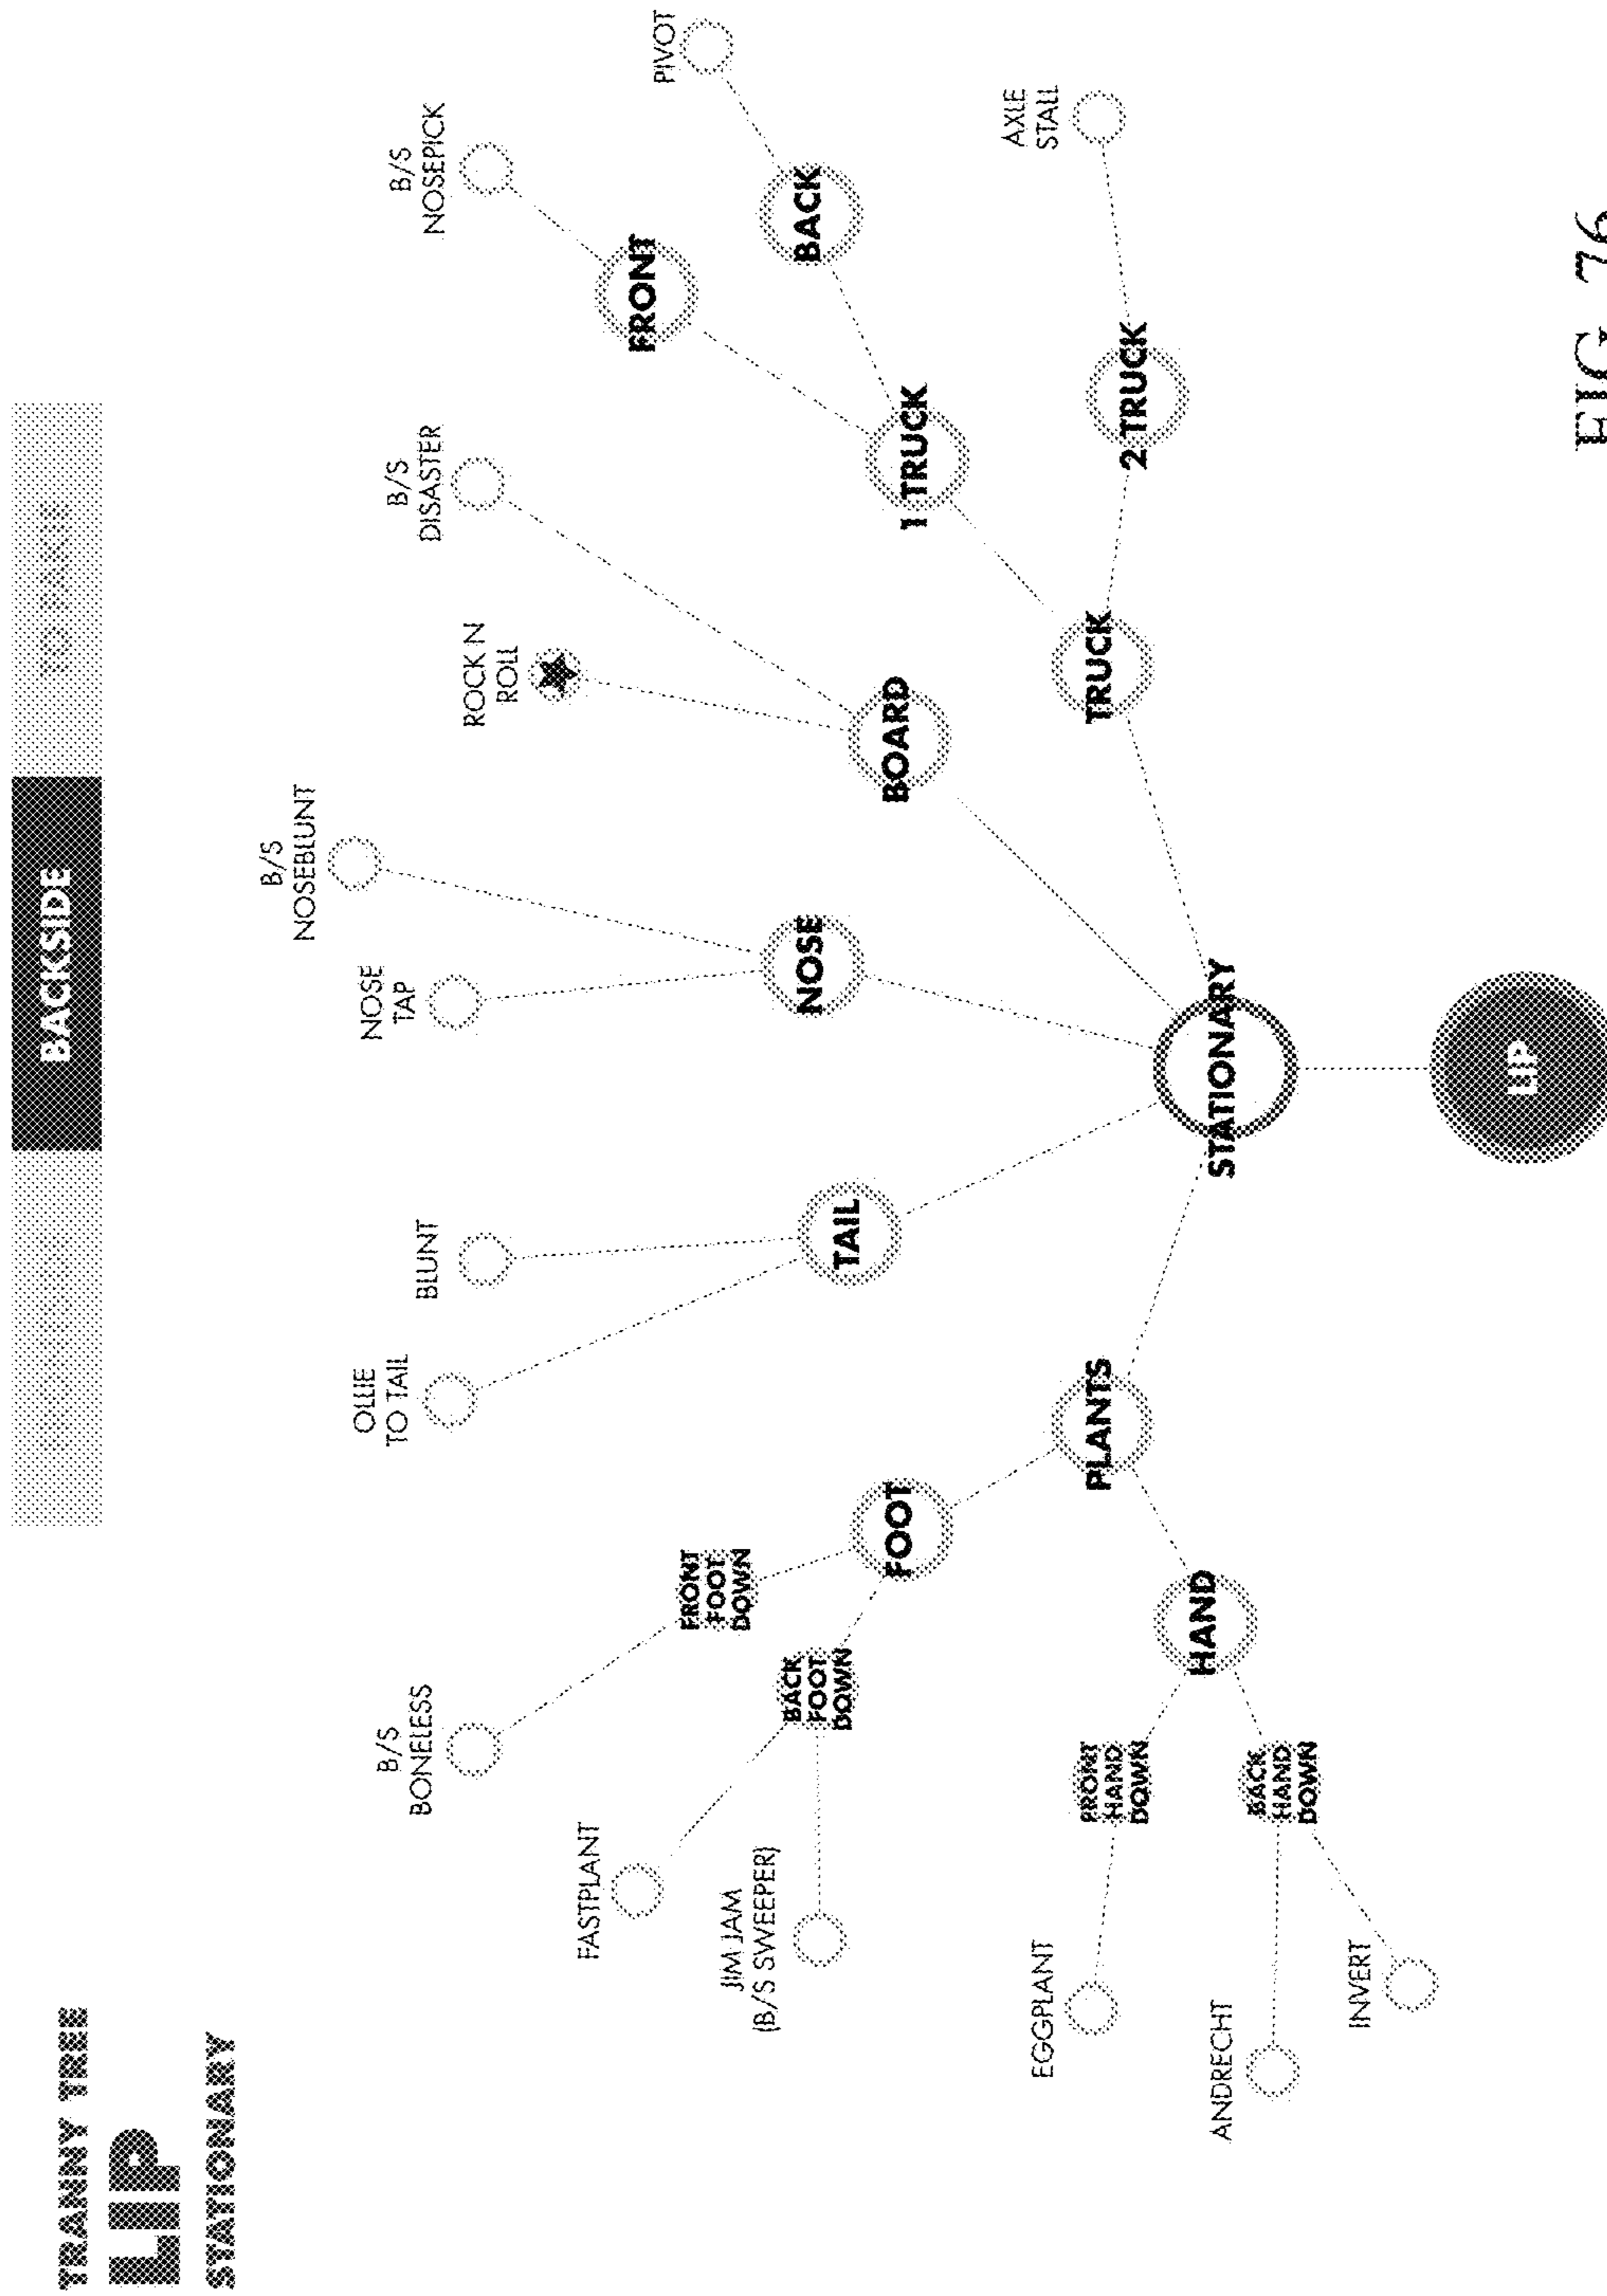 TRANNY TREE
LIP
STATIONARY
BACKSIDE
B/S
BONELESS
FASTPLANT
JIM JAM
(B/S SWEEPER)
FRONT
FOOT
DOWN
BACK
FOOT
DOWN
FOOT
EGGPLANT
ANDRECHT
INVERT
FRONT
HAND
DOWN
BACK
HAND
DOWN
HAND
PLANTS
OLLIE
TO TAIL
BLUNT
TAIL
NOSE
TAP
B/S
NOSEBLUNT
NOSE
ROCK N
ROLL
B/S
DISASTER
BOARD
B/S
NOSEPICK
PIVOT
FRONT
BACK
1 TRUCK
AXLE
STALL
2 TRUCK
TRUCK
STATIONARY
LIP
FIG. 76